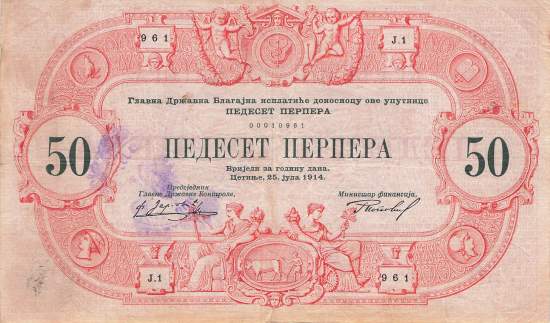 961
J.1
Главна Државна Благајна исплатиће доносиоцу ове упутнице
ПЕДЕСЕТ ПЕРПЕРА
00010961
50
ПЕДЕСЕТ ПЕРПЕРА
50
Вриједи за годину дана.
Цетиње, 25. јула 1914.
Предсједник
Главне Државне Контроле,
Министар финансија,
J.1
961